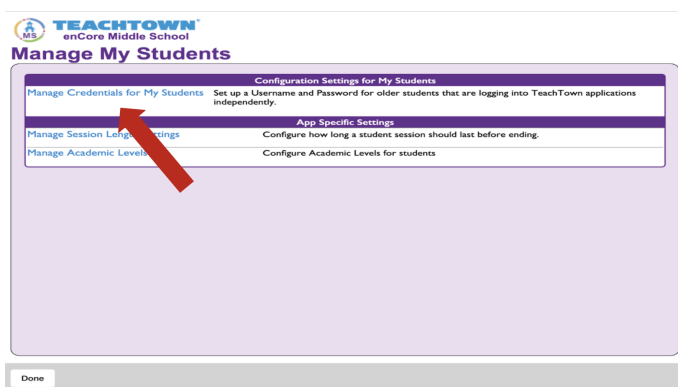 MS
TEACHTOWN®
enCore Middle School
Manage My Students
Configuration Settings for My Students
Manage Credentials for My Students Set up a Username and Password for older students that are logging into TeachTown applications
independently.
App Specific Settings
Manage Session Length Settings Configure how long a student session should last before ending.
Manage Academic Levels Configure Academic Levels for students
Done